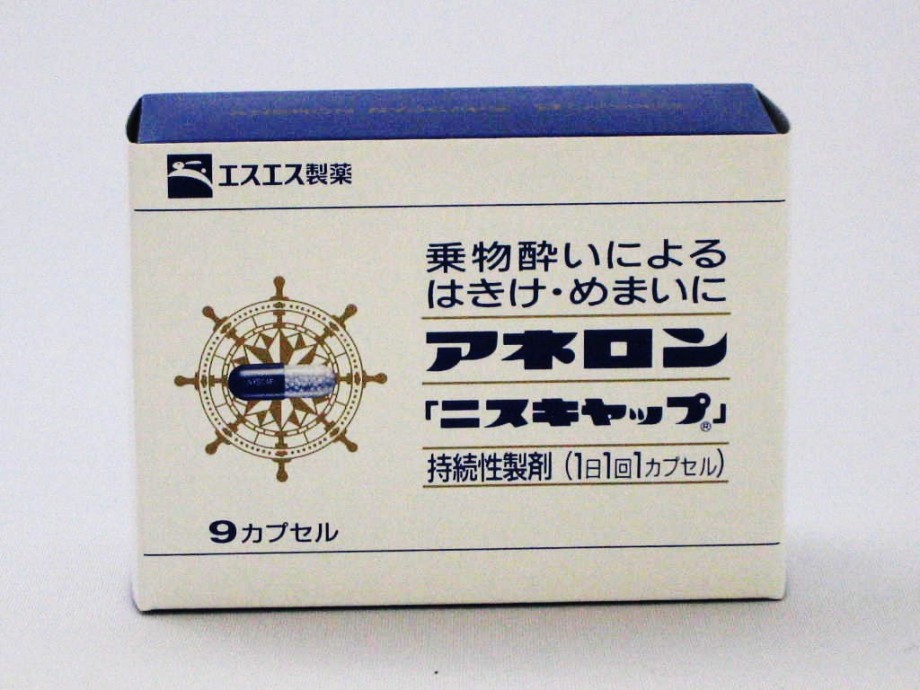 エスエス製薬
乗物酔いによる
はきけ・めまいに
アネロン
「ニスキャップ®」
持続性製剤（1日1回1カプセル）
9カプセル